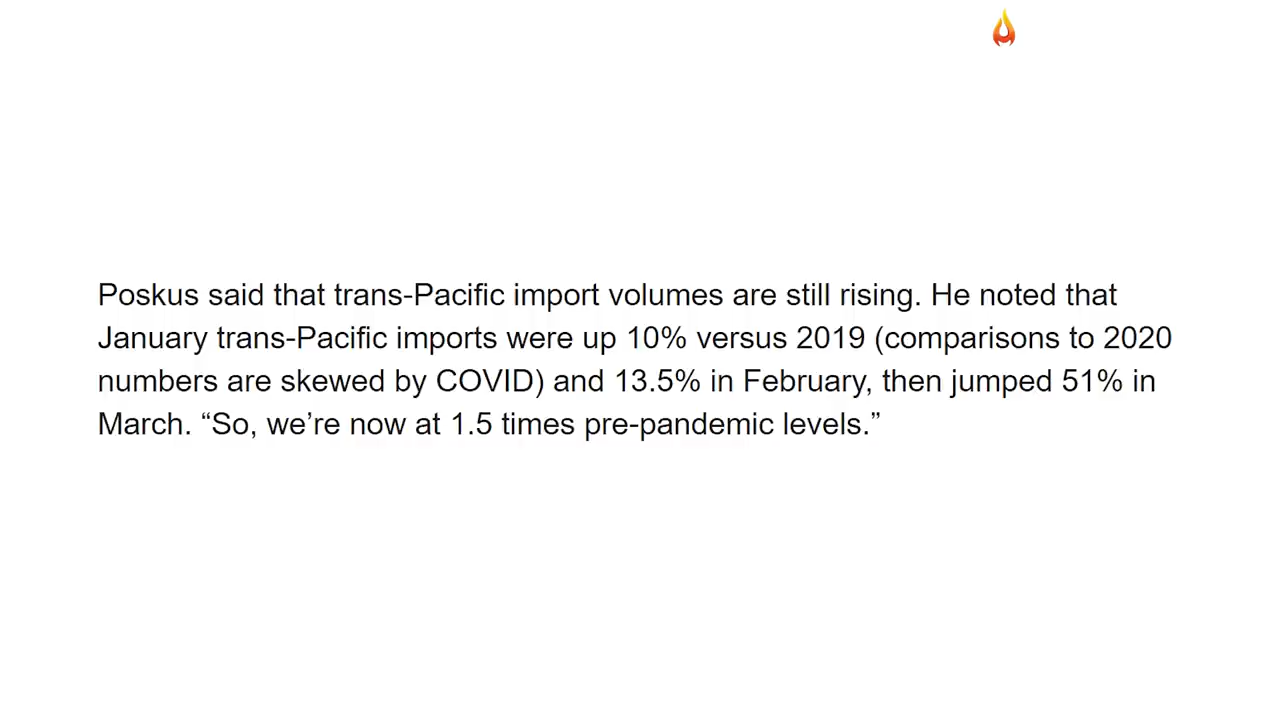 Poskus said that trans-Pacific import volumes are still rising. He noted that
January trans-Pacific imports were up 10% versus 2019 (comparisons to 2020
numbers are skewed by COVID) and 13.5% in February, then jumped 51% in
March. “So, we’re now at 1.5 times pre-pandemic levels.”